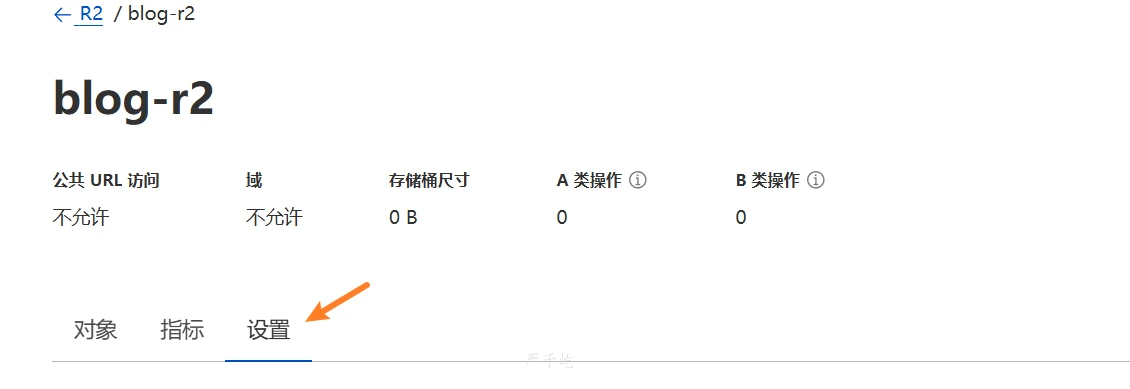 ← R2 / blog-r2
blog-r2
公共 URL 访问 域 存储桶尺寸 A 类操作 B 类操作
不允许 不允许 0 B 0 0
对象 指标 设置
严千屹